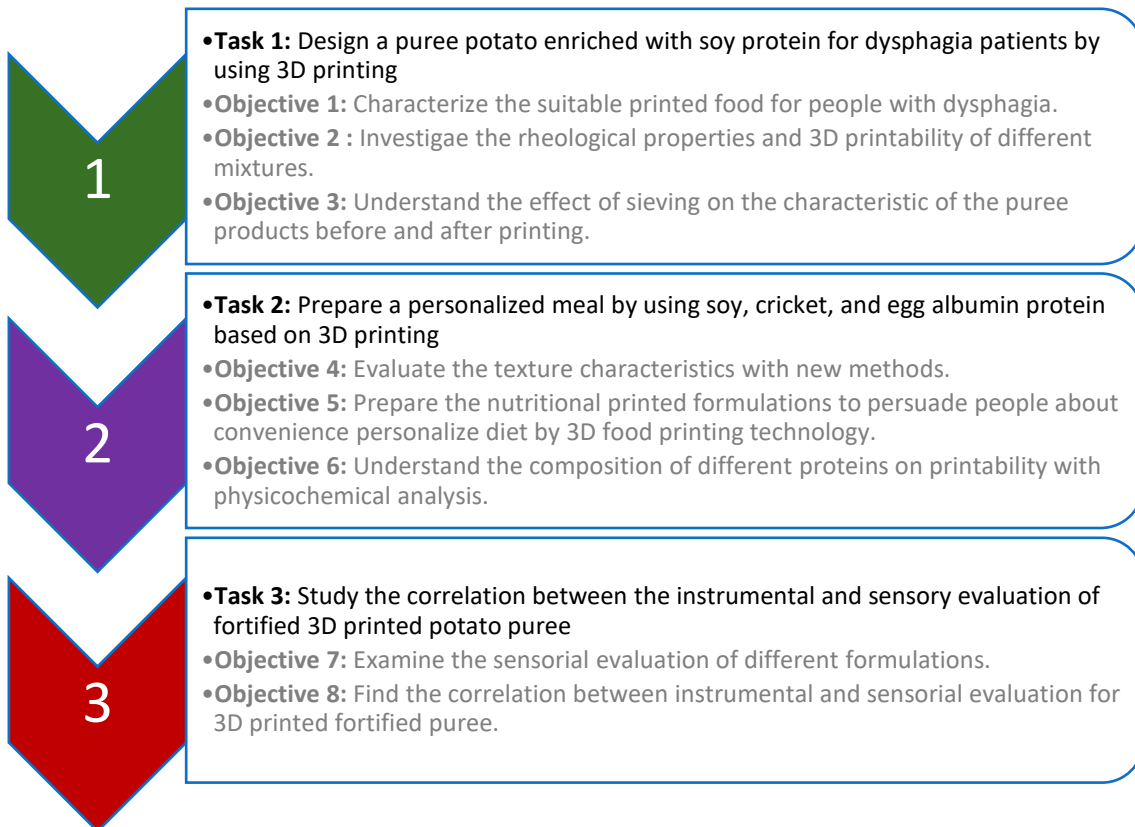 1
•Task 1: Design a puree potato enriched with soy protein for dysphagia patients by
using 3D printing
•Objective 1: Characterize the suitable printed food for people with dysphagia.
•Objective 2 : Investigae the rheological properties and 3D printability of different
mixtures.
•Objective 3: Understand the effect of sieving on the characteristic of the puree
products before and after printing.
2
•Task 2: Prepare a personalized meal by using soy, cricket, and egg albumin protein
based on 3D printing
•Objective 4: Evaluate the texture characteristics with new methods.
•Objective 5: Prepare the nutritional printed formulations to persuade people about
convenience personalize diet by 3D food printing technology.
•Objective 6: Understand the composition of different proteins on printability with
physicochemical analysis.
3
•Task 3: Study the correlation between the instrumental and sensory evaluation of
fortified 3D printed potato puree
•Objective 7: Examine the sensorial evaluation of different formulations.
•Objective 8: Find the correlation between instrumental and sensorial evaluation for
3D printed fortified puree.